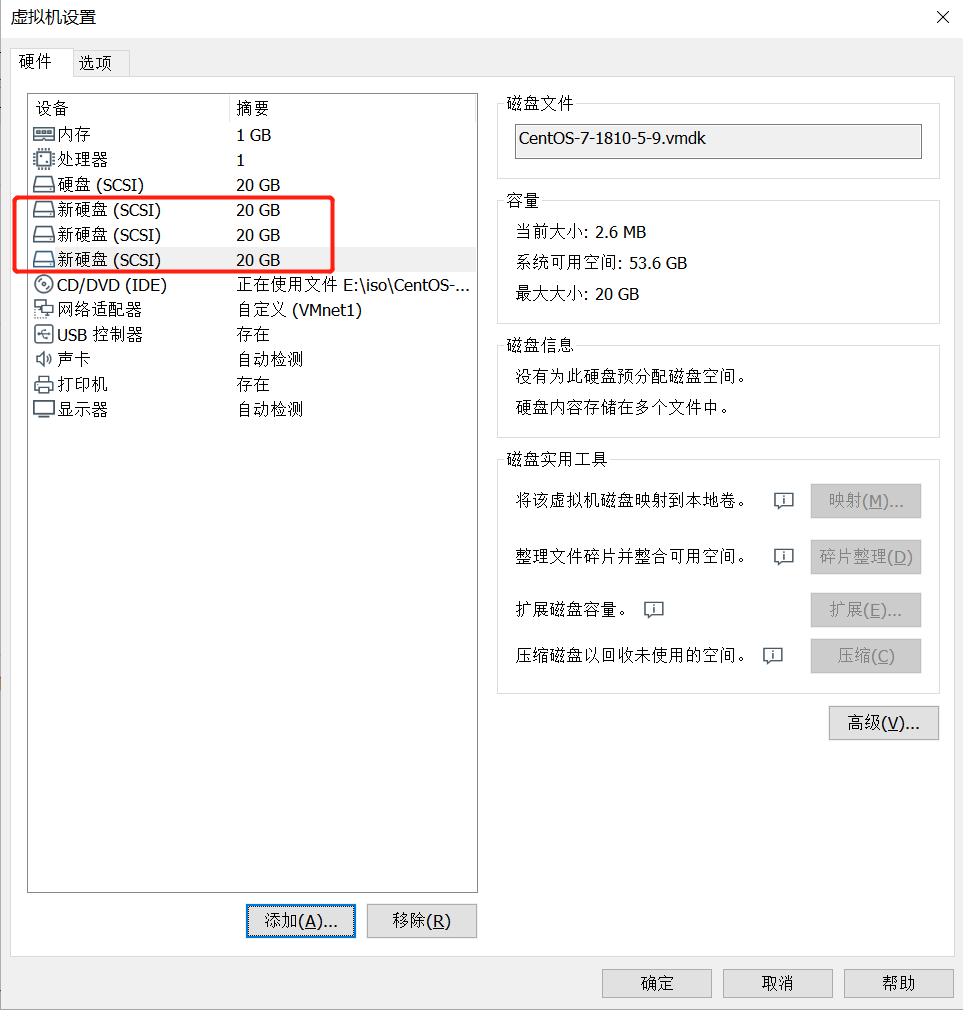 虚拟机设置
硬件 选项
设备 摘要
内存 1 GB
处理器 1
硬盘 (SCSI) 20 GB
新硬盘 (SCSI) 20 GB
新硬盘 (SCSI) 20 GB
新硬盘 (SCSI) 20 GB
CD/DVD (IDE) 正在使用文件 E:\iso\CentOS-...
网络适配器 自定义 (VMnet1)
USB 控制器 存在
声卡 自动检测
打印机 存在
显示器 自动检测
添加(A)... 移除(R)
磁盘文件
CentOS-7-1810-5-9.vmdk
容量
当前大小: 2.6 MB
系统可用空间: 53.6 GB
最大大小: 20 GB
磁盘信息
没有为此硬盘预分配磁盘空间。
硬盘内容存储在多个文件中。
磁盘实用工具
将该虚拟机磁盘映射到本地卷。 映射(M)...
整理文件碎片并整合可用空间。 碎片整理(D)
扩展磁盘容量。 扩展(E)...
压缩磁盘以回收未使用的空间。 压缩(C)
高级(V)...
确定 取消 帮助